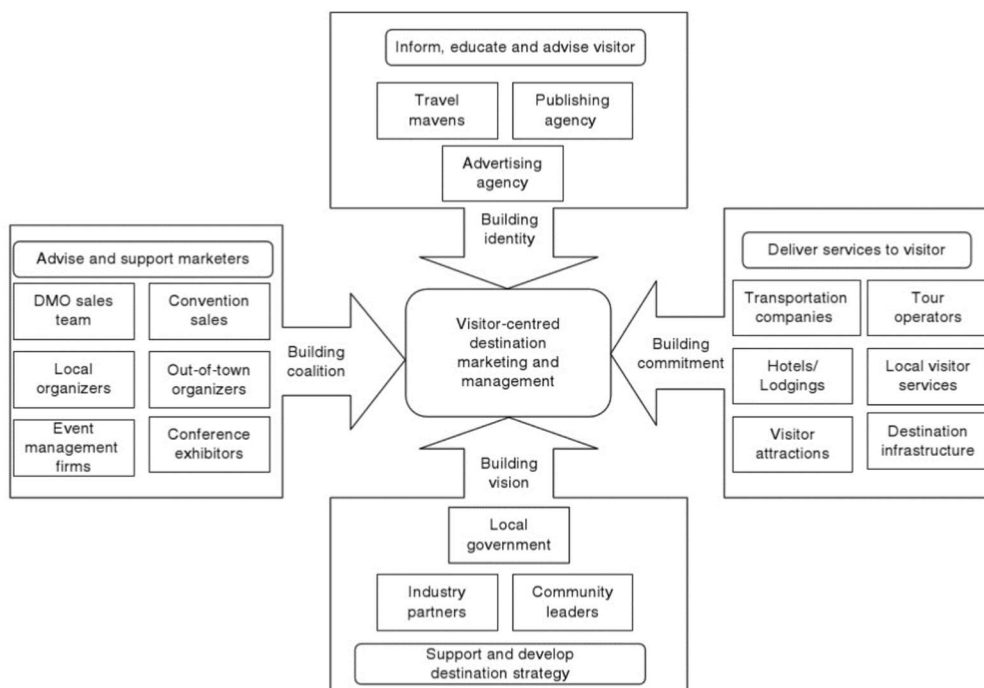 Inform, educate and advise visitor
Travel
mavens
Publishing
agency
Advertising
agency
Building
identity
Advise and support marketers
DMO sales
team
Convention
sales
Local
organizers
Out-of-town
organizers
Event
management
firms
Conference
exhibitors
Building
coalition
Visitor-centred
destination
marketing and
management
Building
commitment
Deliver services to visitor
Transportation
companies
Tour
operators
Hotels/
Lodgings
Local visitor
services
Visitor
attractions
Destination
infrastructure
Building
vision
Local
government
Industry
partners
Community
leaders
Support and develop
destination strategy